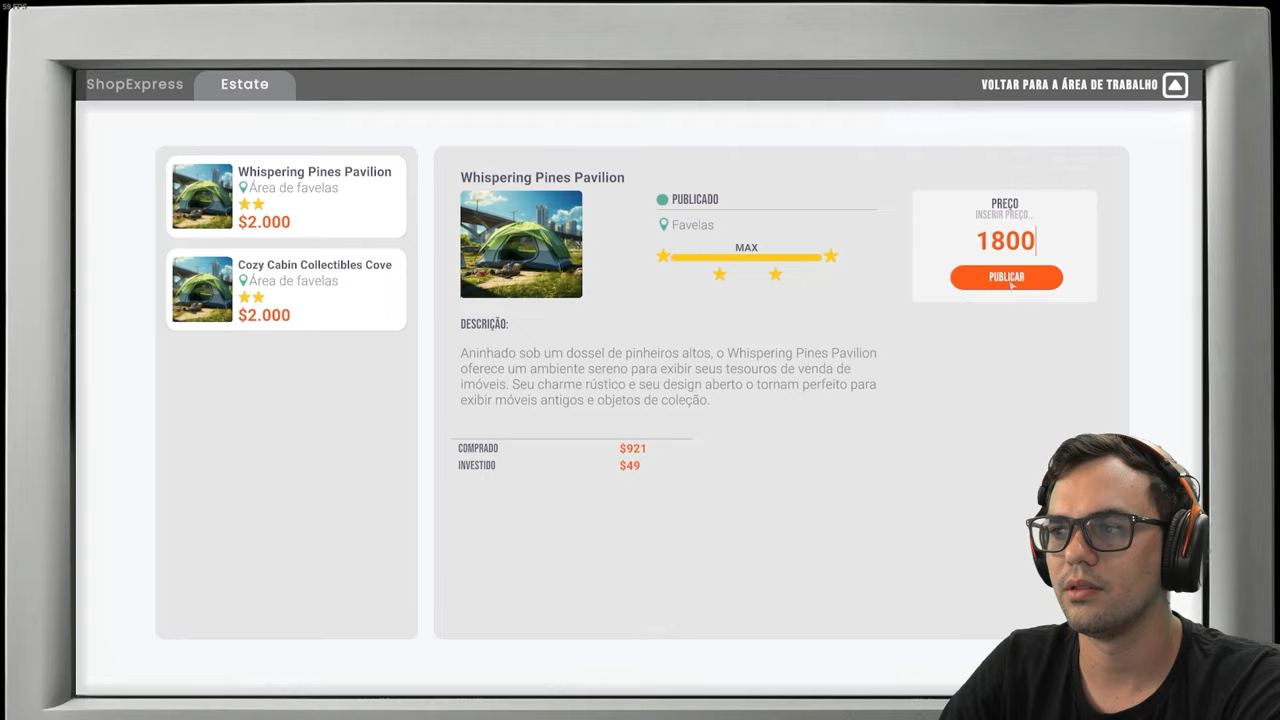 59 FPS
ShopExpress
Estate
VOLTAR PARA A ÁREA DE TRABALHO
Whispering Pines Pavilion
Área de favelas
$2.000
Cozy Cabin Collectibles Cove
Área de favelas
$2.000
Whispering Pines Pavilion
PUBLICADO
Favelas
MAX
PREÇO
INSERIR PREÇO...
1800
PUBLICAR
DESCRIÇÃO:
Aninhado sob um dossel de pinheiros altos, o Whispering Pines Pavilion
oferece um ambiente sereno para exibir seus tesouros de venda de
imóveis. Seu charme rústico e seu design aberto o tornam perfeito para
exibir móveis antigos e objetos de coleção.
COMPRADO $921
INVESTIDO $49